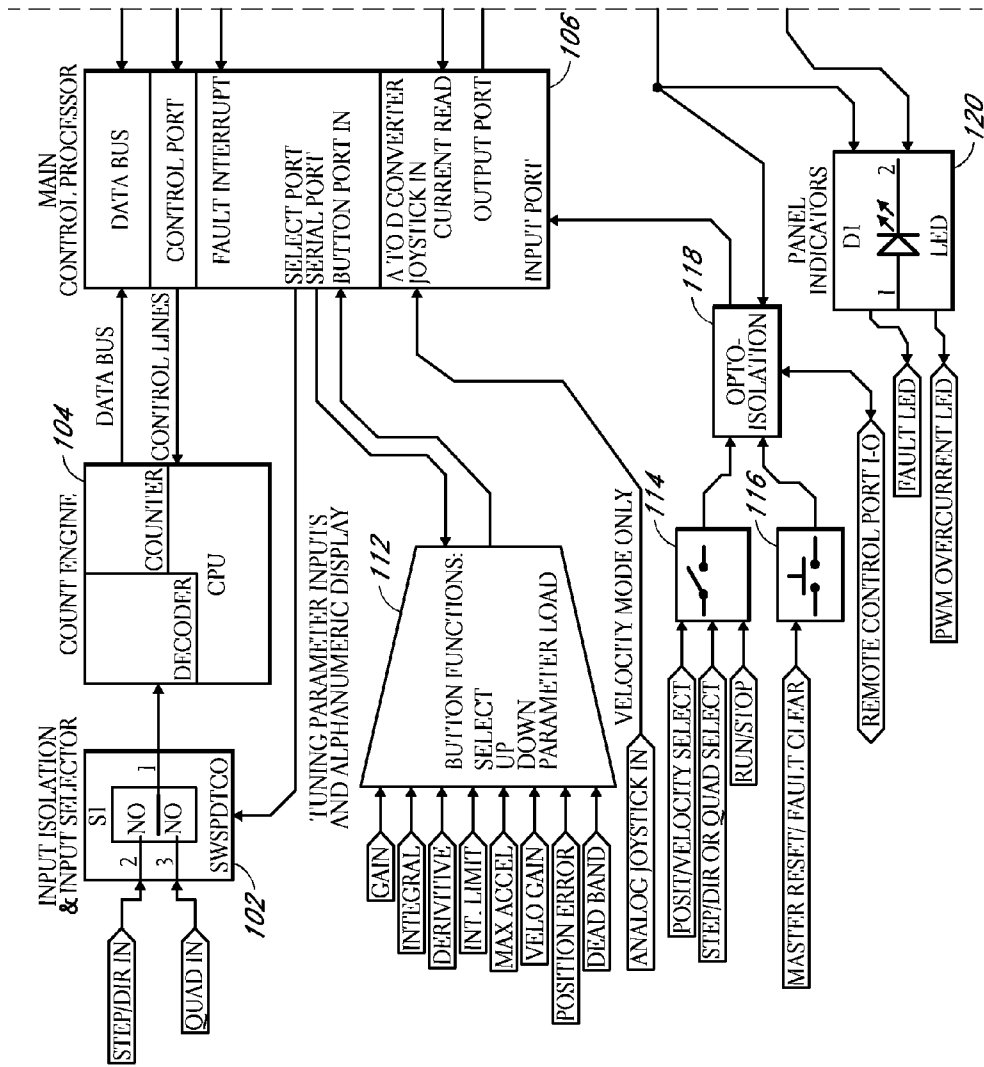 INPUT ISOLATION
& INPUT SELECTOR
S1
NO
NO
1
2
3
SWSPDTCO
102
STEP/DIR IN
QUAD IN
COUNT ENGINE
104
DECODER
COUNTER
CPU
DATA BUS
CONTROL LINES
MAIN
CONTROL PROCESSOR
DATA BUS
CONTROL PORT
FAULT INTERRUPT
SELECT PORT
SERIAL PORT
BUTTON PORT IN
A TO D CONVERTER
JOYSTICK IN
CURRENT READ
OUTPUT PORT
INPUT PORT
106
TUNING PARAMETER INPUTS
AND ALPHANUMERIC DISPLAY
112
BUTTON FUNCTIONS:
SELECT
UP
DOWN
PARAMETER LOAD
GAIN
INTEGRAL
DERIVITIVE
INT. LIMIT
MAX ACCEL
VELO GAIN
POSITION ERROR
DEAD BAND
ANALOG JOYSTICK IN
VELOCITY MODE ONLY
POSIT/VELOCITY SELECT
STEP/DIR OR QUAD SELECT
RUN/STOP
114
MASTER RESET/ FAULT CLEAR
116
OPTO-
ISOLATION
118
REMOTE CONTROL PORT I-O
FAULT LED
PWM OVERCURRENT LED
PANEL
INDICATORS
D1
1
2
LED
120